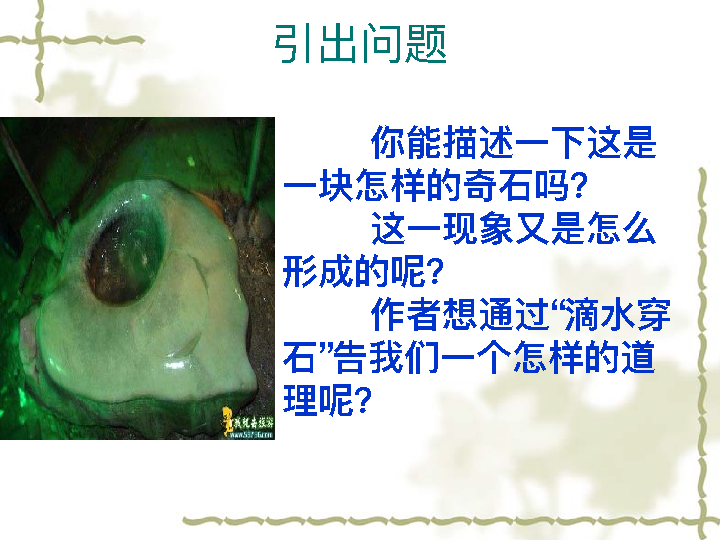 引出问题
你能描述一下这是
一块怎样的奇石吗?
这一现象又是怎么
形成的呢?
作者想通过“滴水穿
石”告我们一个怎样的道
理呢?